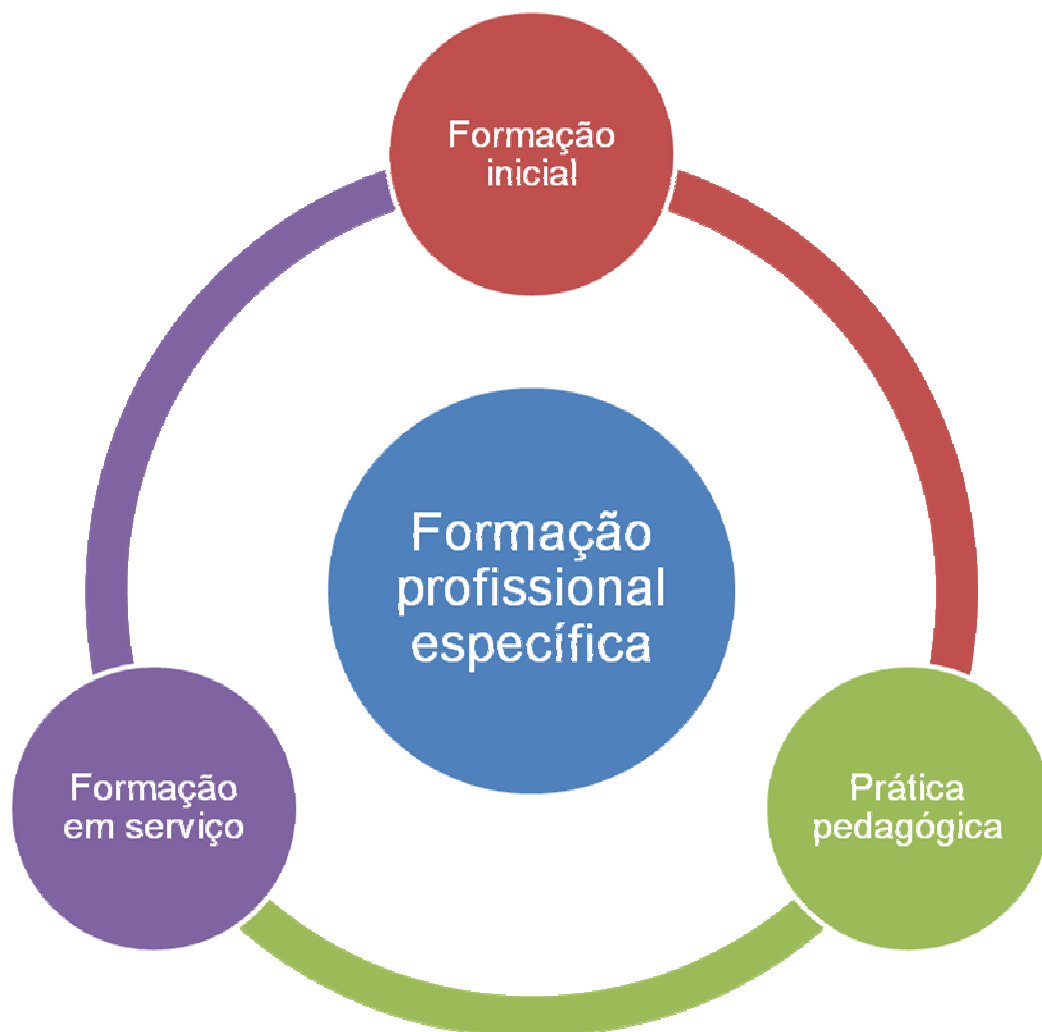 Formação
inicial
Formação
profissional
específica
Formação
em serviço
Prática
pedagógica